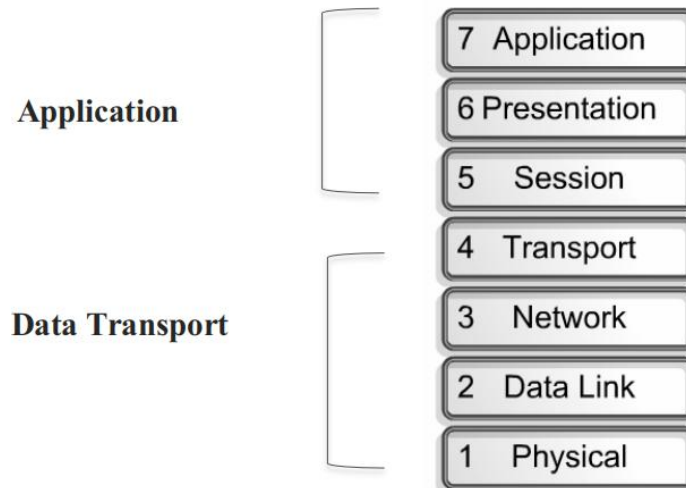 7 Application
Application
6 Presentation
5 Session
4 Transport
Data Transport
3 Network
2 Data Link
1 Physical